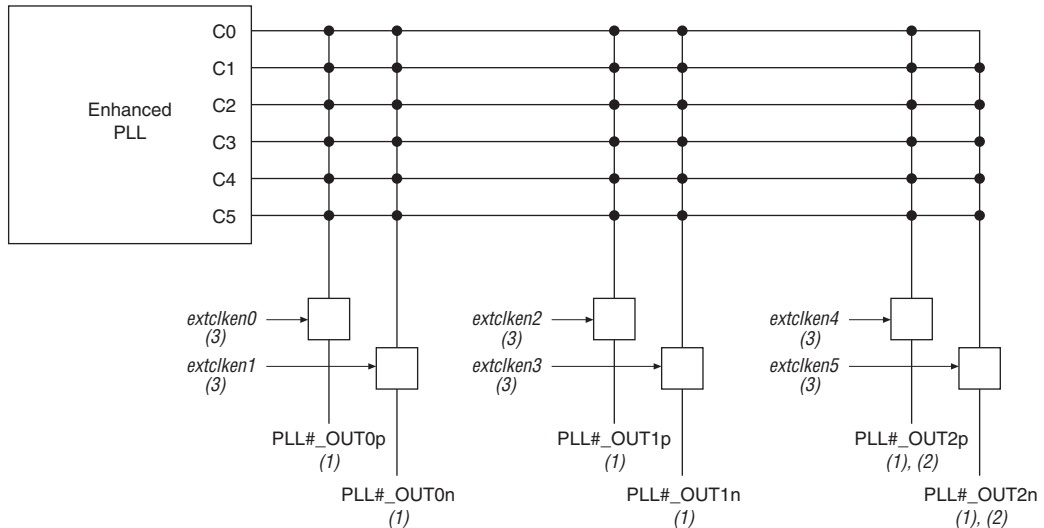 C0
C1
Enhanced
PLL
C2
C3
C4
C5
extclken0
(3)
extclken1
(3)
extclken2
(3)
extclken3
(3)
extclken4
(3)
extclken5
(3)
PLL#_OUT0p
(1)
PLL#_OUT1p
(1)
PLL#_OUT2p
(1), (2)
PLL#_OUT0n
(1)
PLL#_OUT1n
(1)
PLL#_OUT2n
(1), (2)